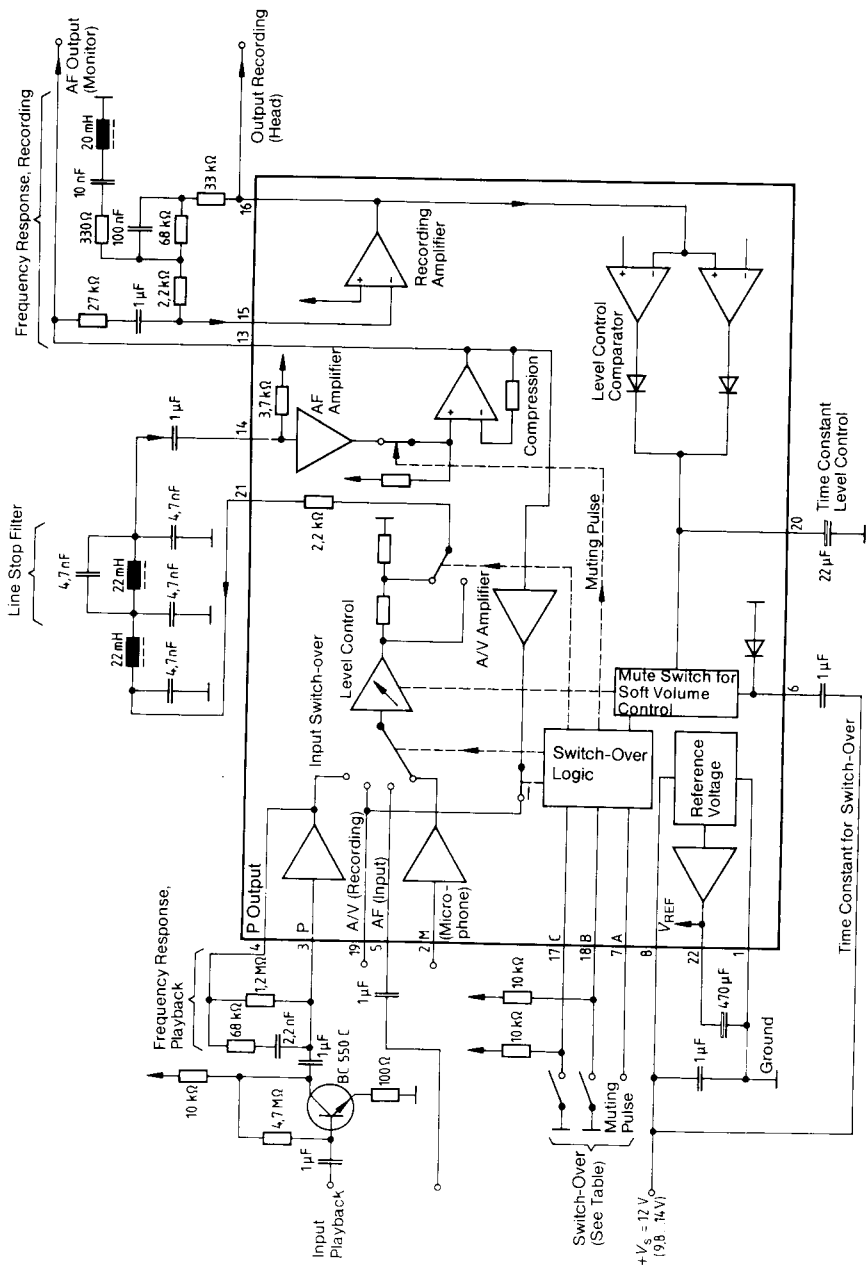 Frequency Response, Recording
AF Output
(Monitor)
20 mH
10 nF
330Ω
100 nF
68 kΩ
33 kΩ
2,2 kΩ
27 kΩ
1 µF
Output Recording
(Head)
16
15
13
Recording
Amplifier
Line Stop Filter
4,7 nF
22 mH
22 mH
4,7 nF
4,7 nF
4,7 nF
1 µF
14
21
3,7 kΩ
AF
Amplifier
2,2 kΩ
Compression
Level Control
Comparator
+
-
+
-
+
-
+
-
Input Switch-over
Level Control
A/V Amplifier
Muting Pulse
Switch-Over
Logic
Mute Switch for
Soft Volume
Control
Reference
Voltage
VREF
20
22 µF
Time Constant
Level Control
6
1 µF
Time Constant for Switch-Over
Frequency Response,
Playback
10 kΩ
4,7 MΩ
1 µF
Input
Playback
BC 550 C
100Ω
1 µF
68 kΩ
2,2 nF
1,2 MΩ
4 P Output
3 P
19 A/V (Recording)
5 AF (Input)
1 µF
2 M
(Micro-
phone)
10 kΩ
10 kΩ
17 C
18 B
7 A
Muting
Pulse
Switch-Over
(See Table)
8
22
1
470 µF
1 µF
Ground
+Vs = 12 V
(9,8...14 V)